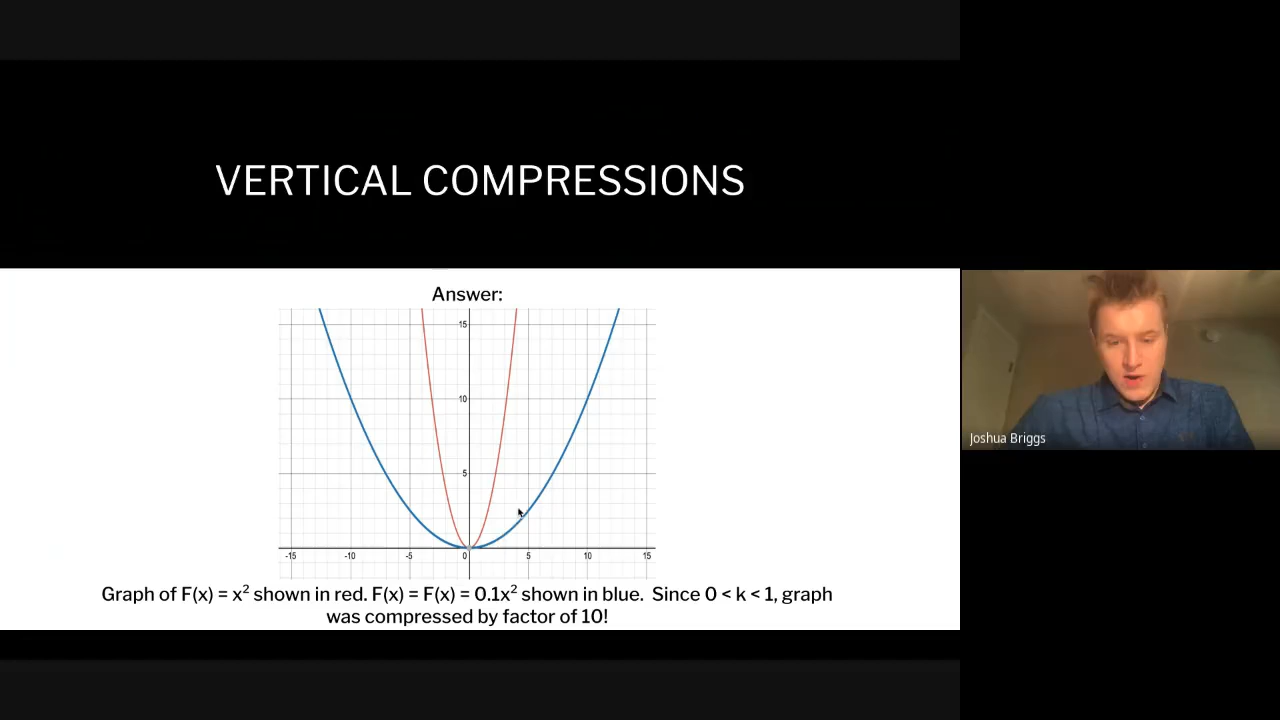 VERTICAL COMPRESSIONS
Answer:
15
10
5
-15 -10 -5 0 5 10 15
Graph of F(x) = x² shown in red. F(x) = F(x) = 0.1x² shown in blue. Since 0 < k < 1, graph
was compressed by factor of 10!
Joshua Briggs